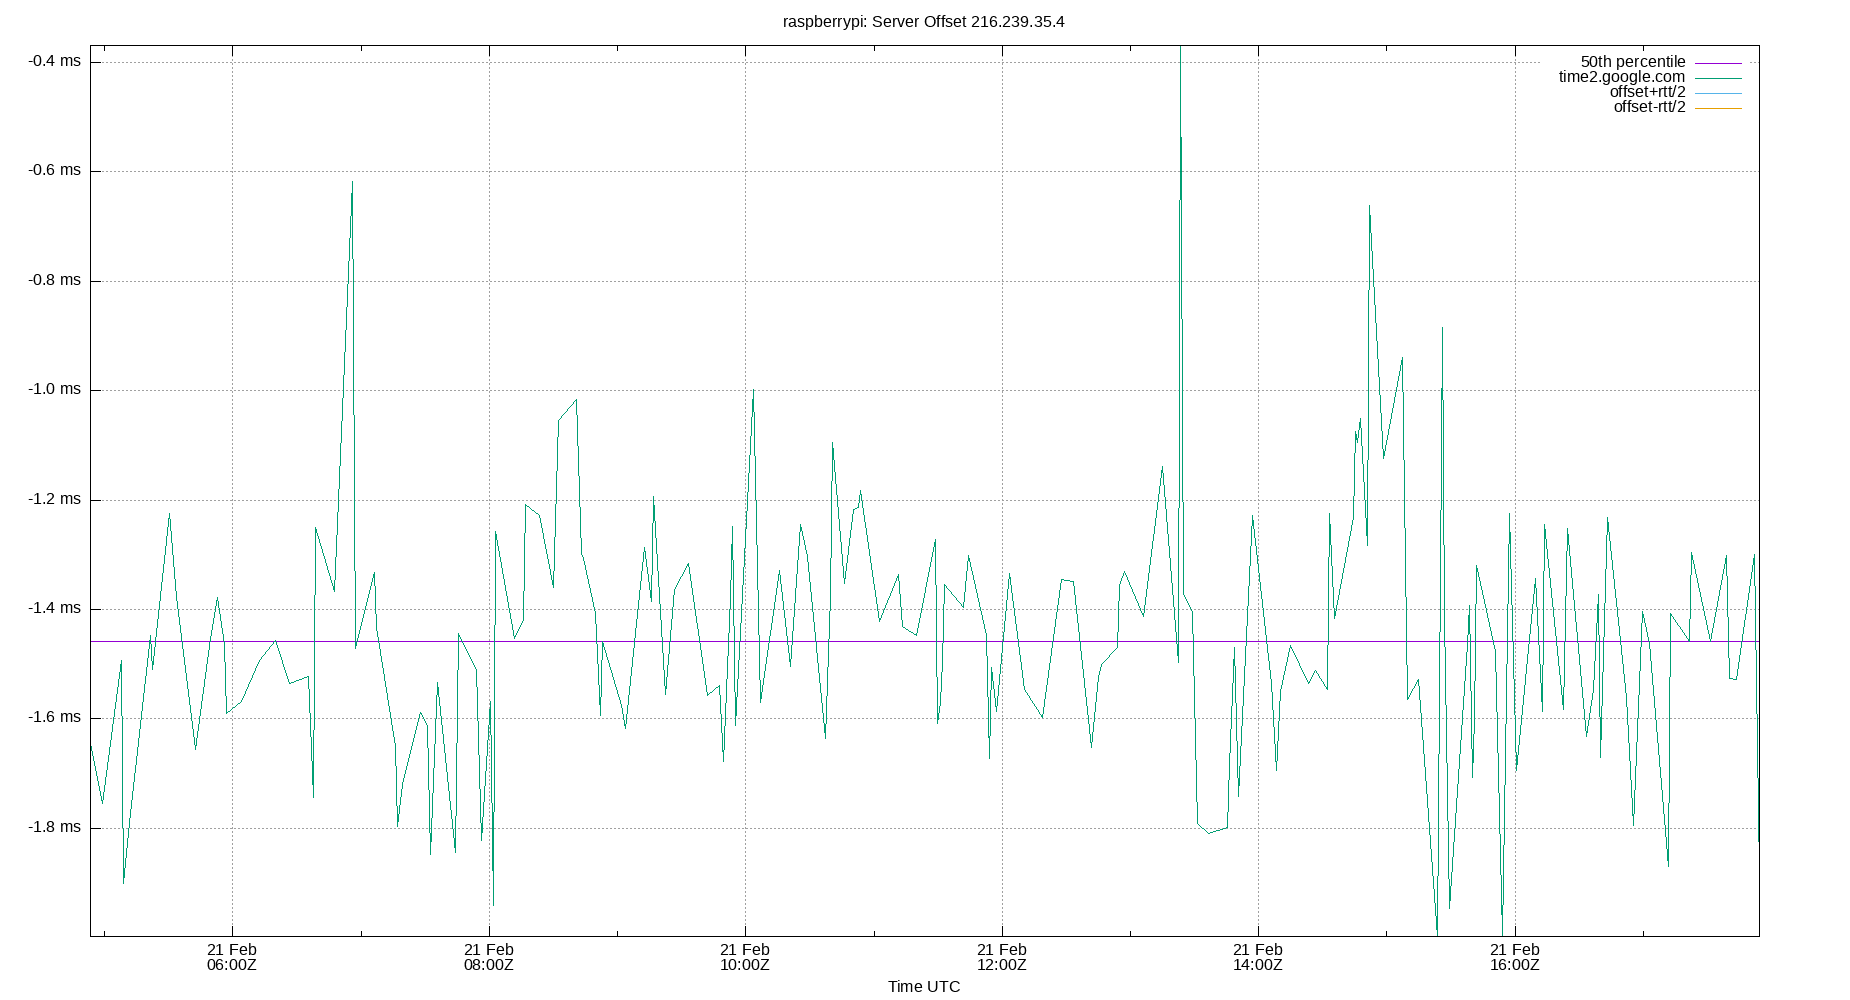 raspberrypi: Server Offset 216.239.35.4
-0.4 ms
-0.6 ms
-0.8 ms
-1.0 ms
-1.2 ms
-1.4 ms
-1.6 ms
-1.8 ms
50th percentile
time2.google.com
offset+rtt/2
offset-rtt/2
21 Feb
06:00Z
21 Feb
08:00Z
21 Feb
10:00Z
21 Feb
12:00Z
21 Feb
14:00Z
21 Feb
16:00Z
Time UTC